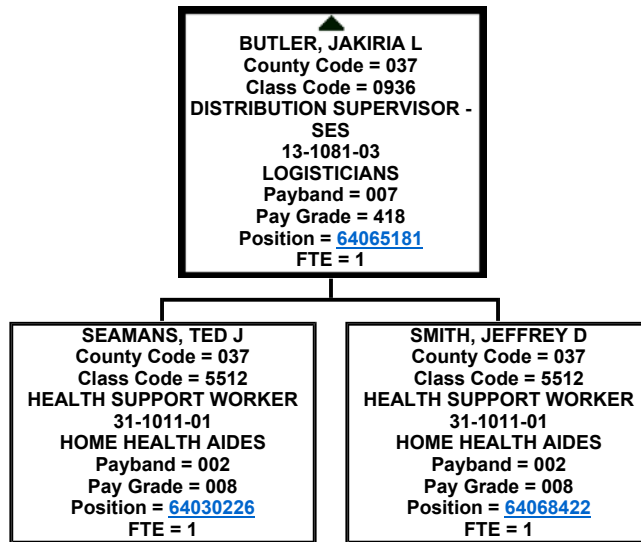 BUTLER, JAKIRIA L
County Code = 037
Class Code = 0936
DISTRIBUTION SUPERVISOR -
SES
13-1081-03
LOGISTICIANS
Payband = 007
Pay Grade = 418
Position = 64065181
FTE = 1
SEAMANS, TED J
County Code = 037
Class Code = 5512
HEALTH SUPPORT WORKER
31-1011-01
HOME HEALTH AIDES
Payband = 002
Pay Grade = 008
Position = 64030226
FTE = 1
SMITH, JEFFREY D
County Code = 037
Class Code = 5512
HEALTH SUPPORT WORKER
31-1011-01
HOME HEALTH AIDES
Payband = 002
Pay Grade = 008
Position = 64068422
FTE = 1